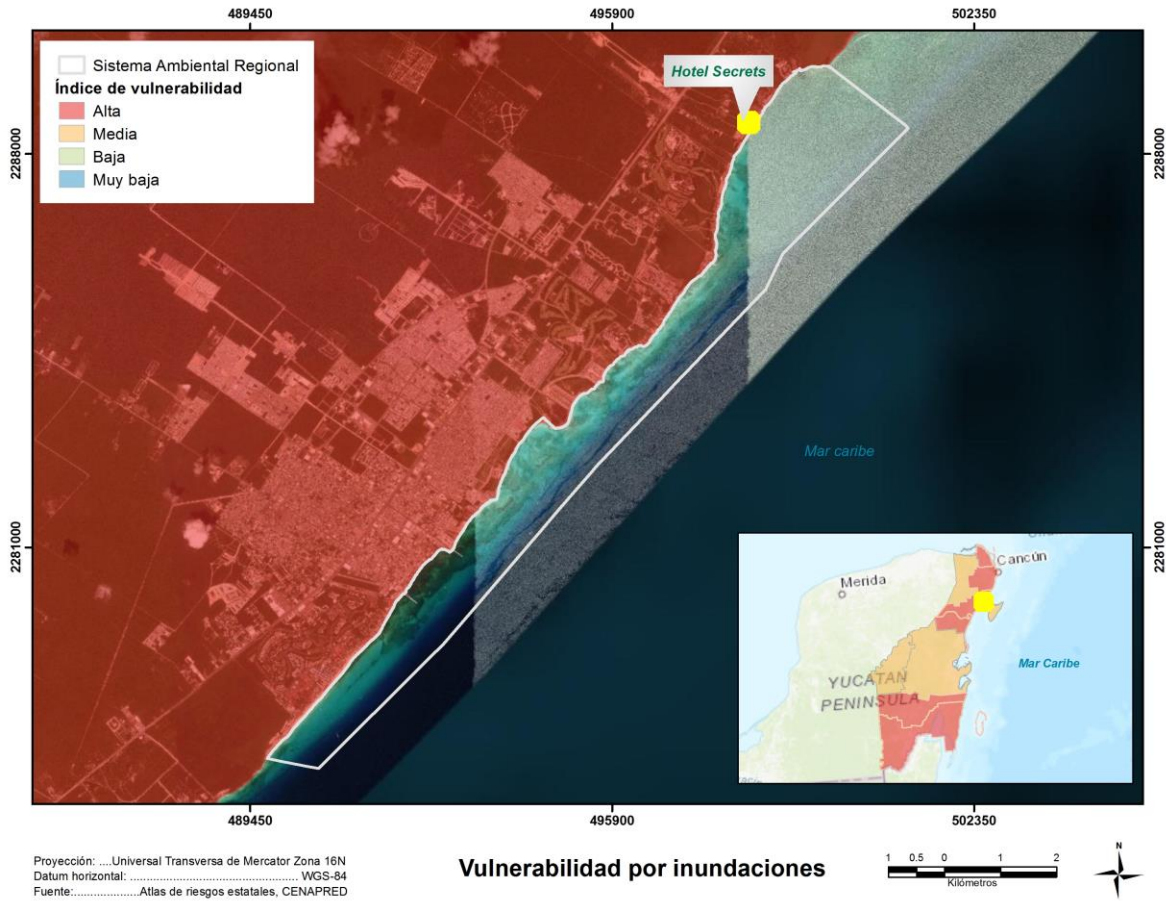 489450
495900
502350
Sistema Ambiental Regional
Índice de vulnerabilidad
Alta
Media
Baja
Muy baja
Hotel Secrets
2288000
2288000
Mar caribe
2281000
2281000
Cancún
Merida
Mar Caribe
YUCATAN
PENINSULA
489450
495900
502350
Proyección: ....Universal Transversa de Mercator Zona 16N
Datum horizontal: ........................................ WGS-84
Fuente:...................Atlas de riesgos estatales, CENAPRED
Vulnerabilidad por inundaciones
1 0.5 0 1 2
Kilómetros
N